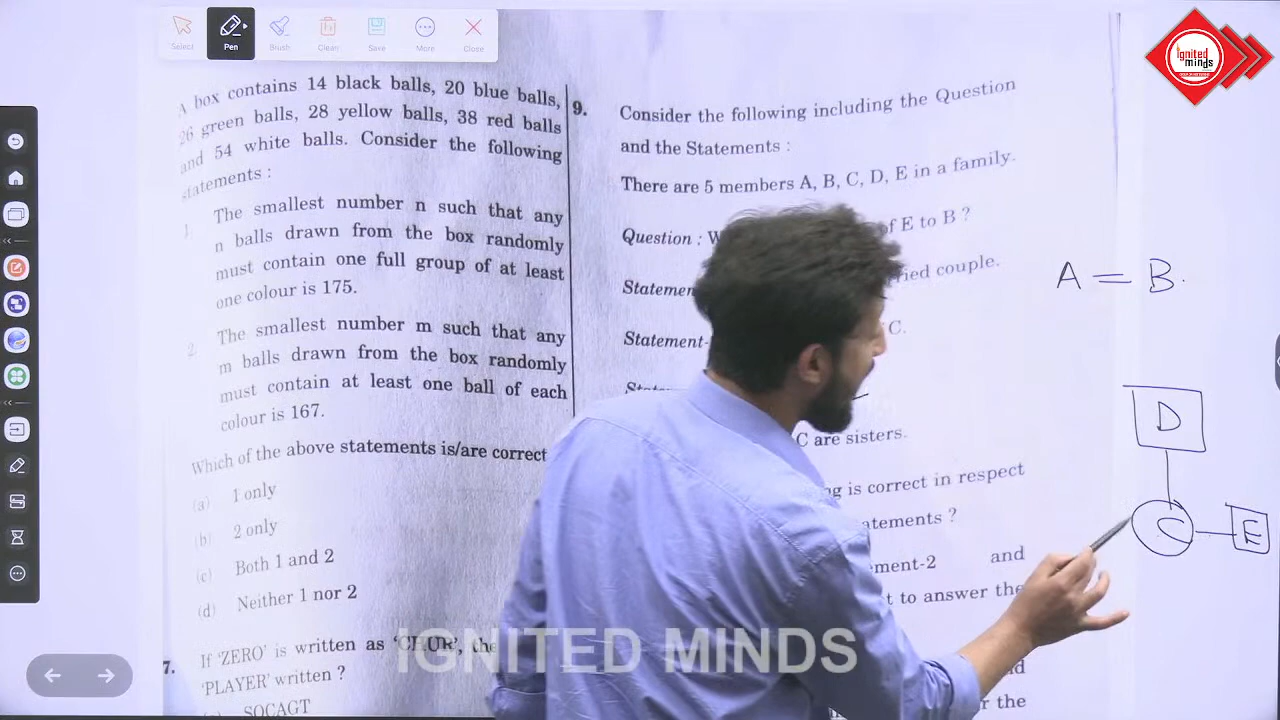 Select
Pen
Brush
Clean
Save
More
Close
Ignited
minds
A box contains 14 black balls, 20 blue balls,
26 green balls, 28 yellow balls, 38 red balls
and 54 white balls. Consider the following
statements :
1. The smallest number n such that any
n balls drawn from the box randomly
must contain one full group of at least
one colour is 175.
2. The smallest number m such that any
m balls drawn from the box randomly
must contain at least one ball of each
colour is 167.
Which of the above statements is/are correct
(a) 1 only
(b) 2 only
(c) Both 1 and 2
(d) Neither 1 nor 2
7. If 'ZERO' is written as 'CHUR', the
'PLAYER' written ?
SOCAGT
9. Consider the following including the Question
and the Statements :
There are 5 members A, B, C, D, E in a family.
Question : of E to B ?
Statemen ried couple.
Statement- C.
C are sisters.
ng is correct in respect
atements ?
ment-2 and
t to answer the
r the
A = B.
D
C
E
IGNITED MINDS